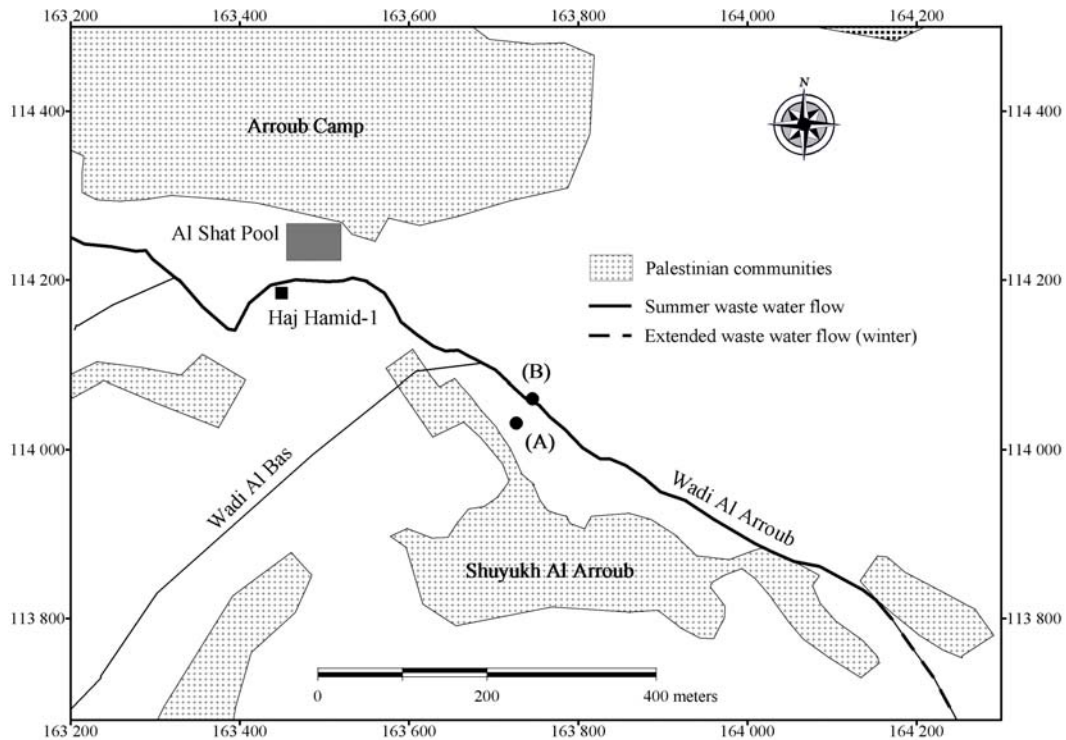 163 200 163 400 163 600 163 800 164 000 164 200
114 400 114 400
N
Arroub Camp
Al Shat Pool
Palestinian communities
114 200 114 200
Summer waste water flow
Haj Hamid-1
Extended waste water flow (winter)
(B)
(A)
114 000 114 000
Wadi Al Bas
Wadi Al Arroub
Shuyukh Al Arroub
113 800 113 800
0 200 400 meters
163 200 163 400 163 600 163 800 164 000 164 200